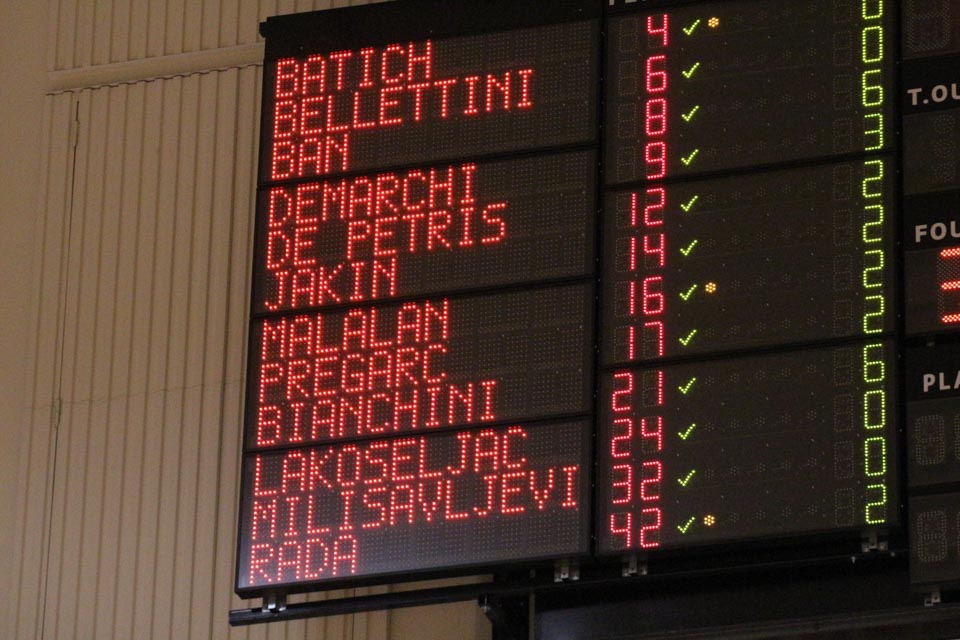 BATICH 4 ✓
BELLETTINI 6 ✓ 0
BAN 8 ✓ 6
DEMARCHI 9 ✓ 3
DE PETRIS 12 ✓ 2
JAKIN 14 ✓ 2
MALALAN 16 ✓ 2
PREGARC 17 ✓ 2
BIANCHINI 21 ✓ 6
LAKOSELJAC 24 ✓ 0
MILISAVLJEVI 32 ✓ 0
RADA 42 ✓ 2
T.OU
FOU
PLA